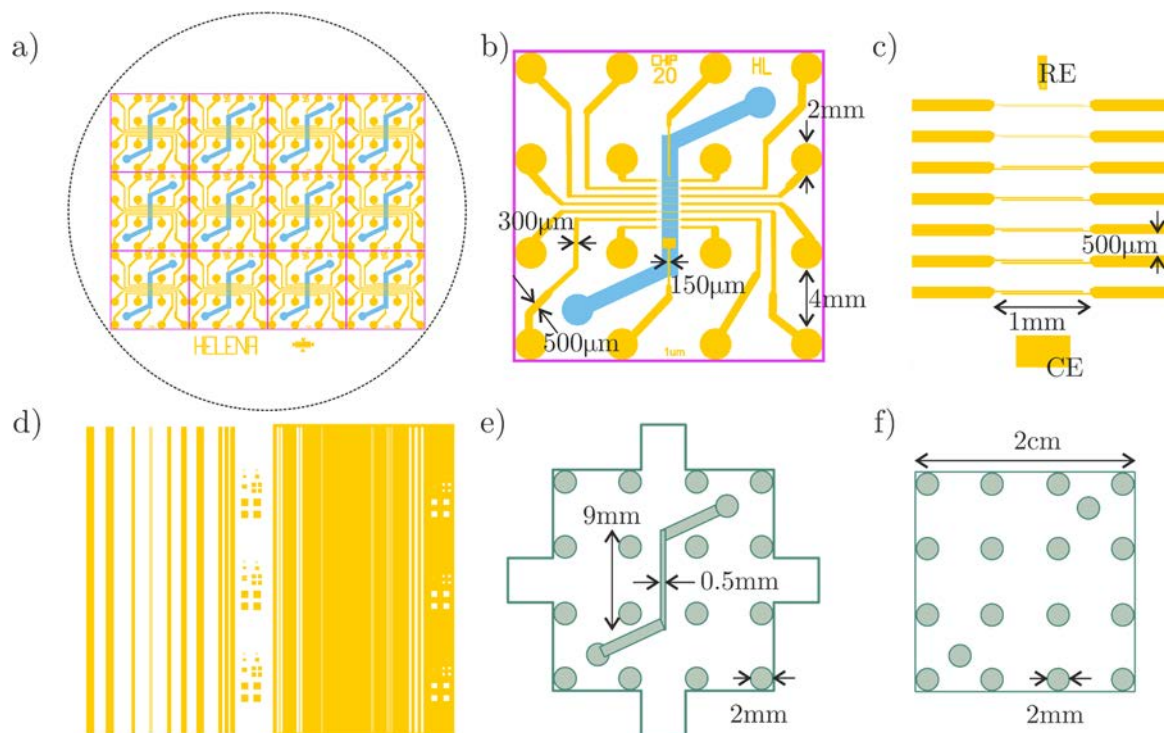 a)
HELENA
b)
CHIP
20
HL
2mm
300μm
150μm
4mm
500μm
1um
c)
RE
500μm
1mm
CE
d)
e)
9mm
0.5mm
2mm
f)
2cm
2mm